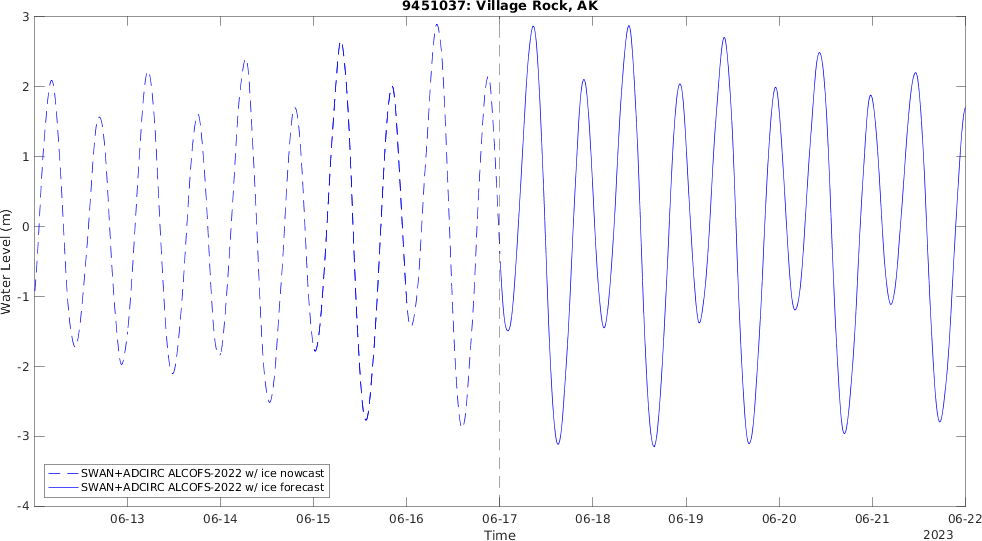 9451037: Village Rock, AK
3
2
1
0
-1
-2
-3
-4
Water Level (m)
SWAN+ADCIRC ALCOFS-2022 w/ ice nowcast
SWAN+ADCIRC ALCOFS-2022 w/ ice forecast
06-13 06-14 06-15 06-16 06-17 06-18 06-19 06-20 06-21 06-22
Time
2023